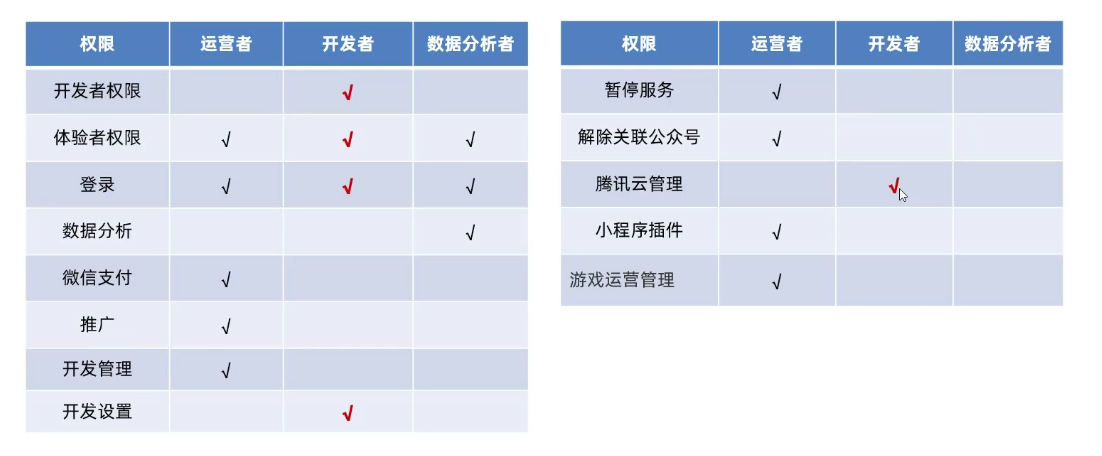 权限 运营者 开发者 数据分析者
开发者权限 √
体验者权限 √ √ √
登录 √ √ √
数据分析 √
微信支付 √
推广 √
开发管理 √
开发设置 √
权限 运营者 开发者 数据分析者
暂停服务 √
解除关联公众号 √
腾讯云管理 √
小程序插件 √
游戏运营管理 √